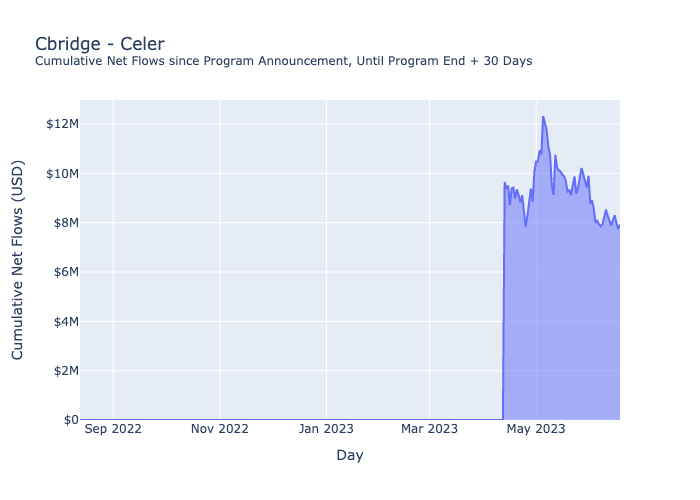 Cbridge - Celer
Cumulative Net Flows since Program Announcement, Until Program End + 30 Days
Cumulative Net Flows (USD)
$12M
$10M
$8M
$6M
$4M
$2M
$0
Sep 2022 Nov 2022 Jan 2023 Mar 2023 May 2023
Day